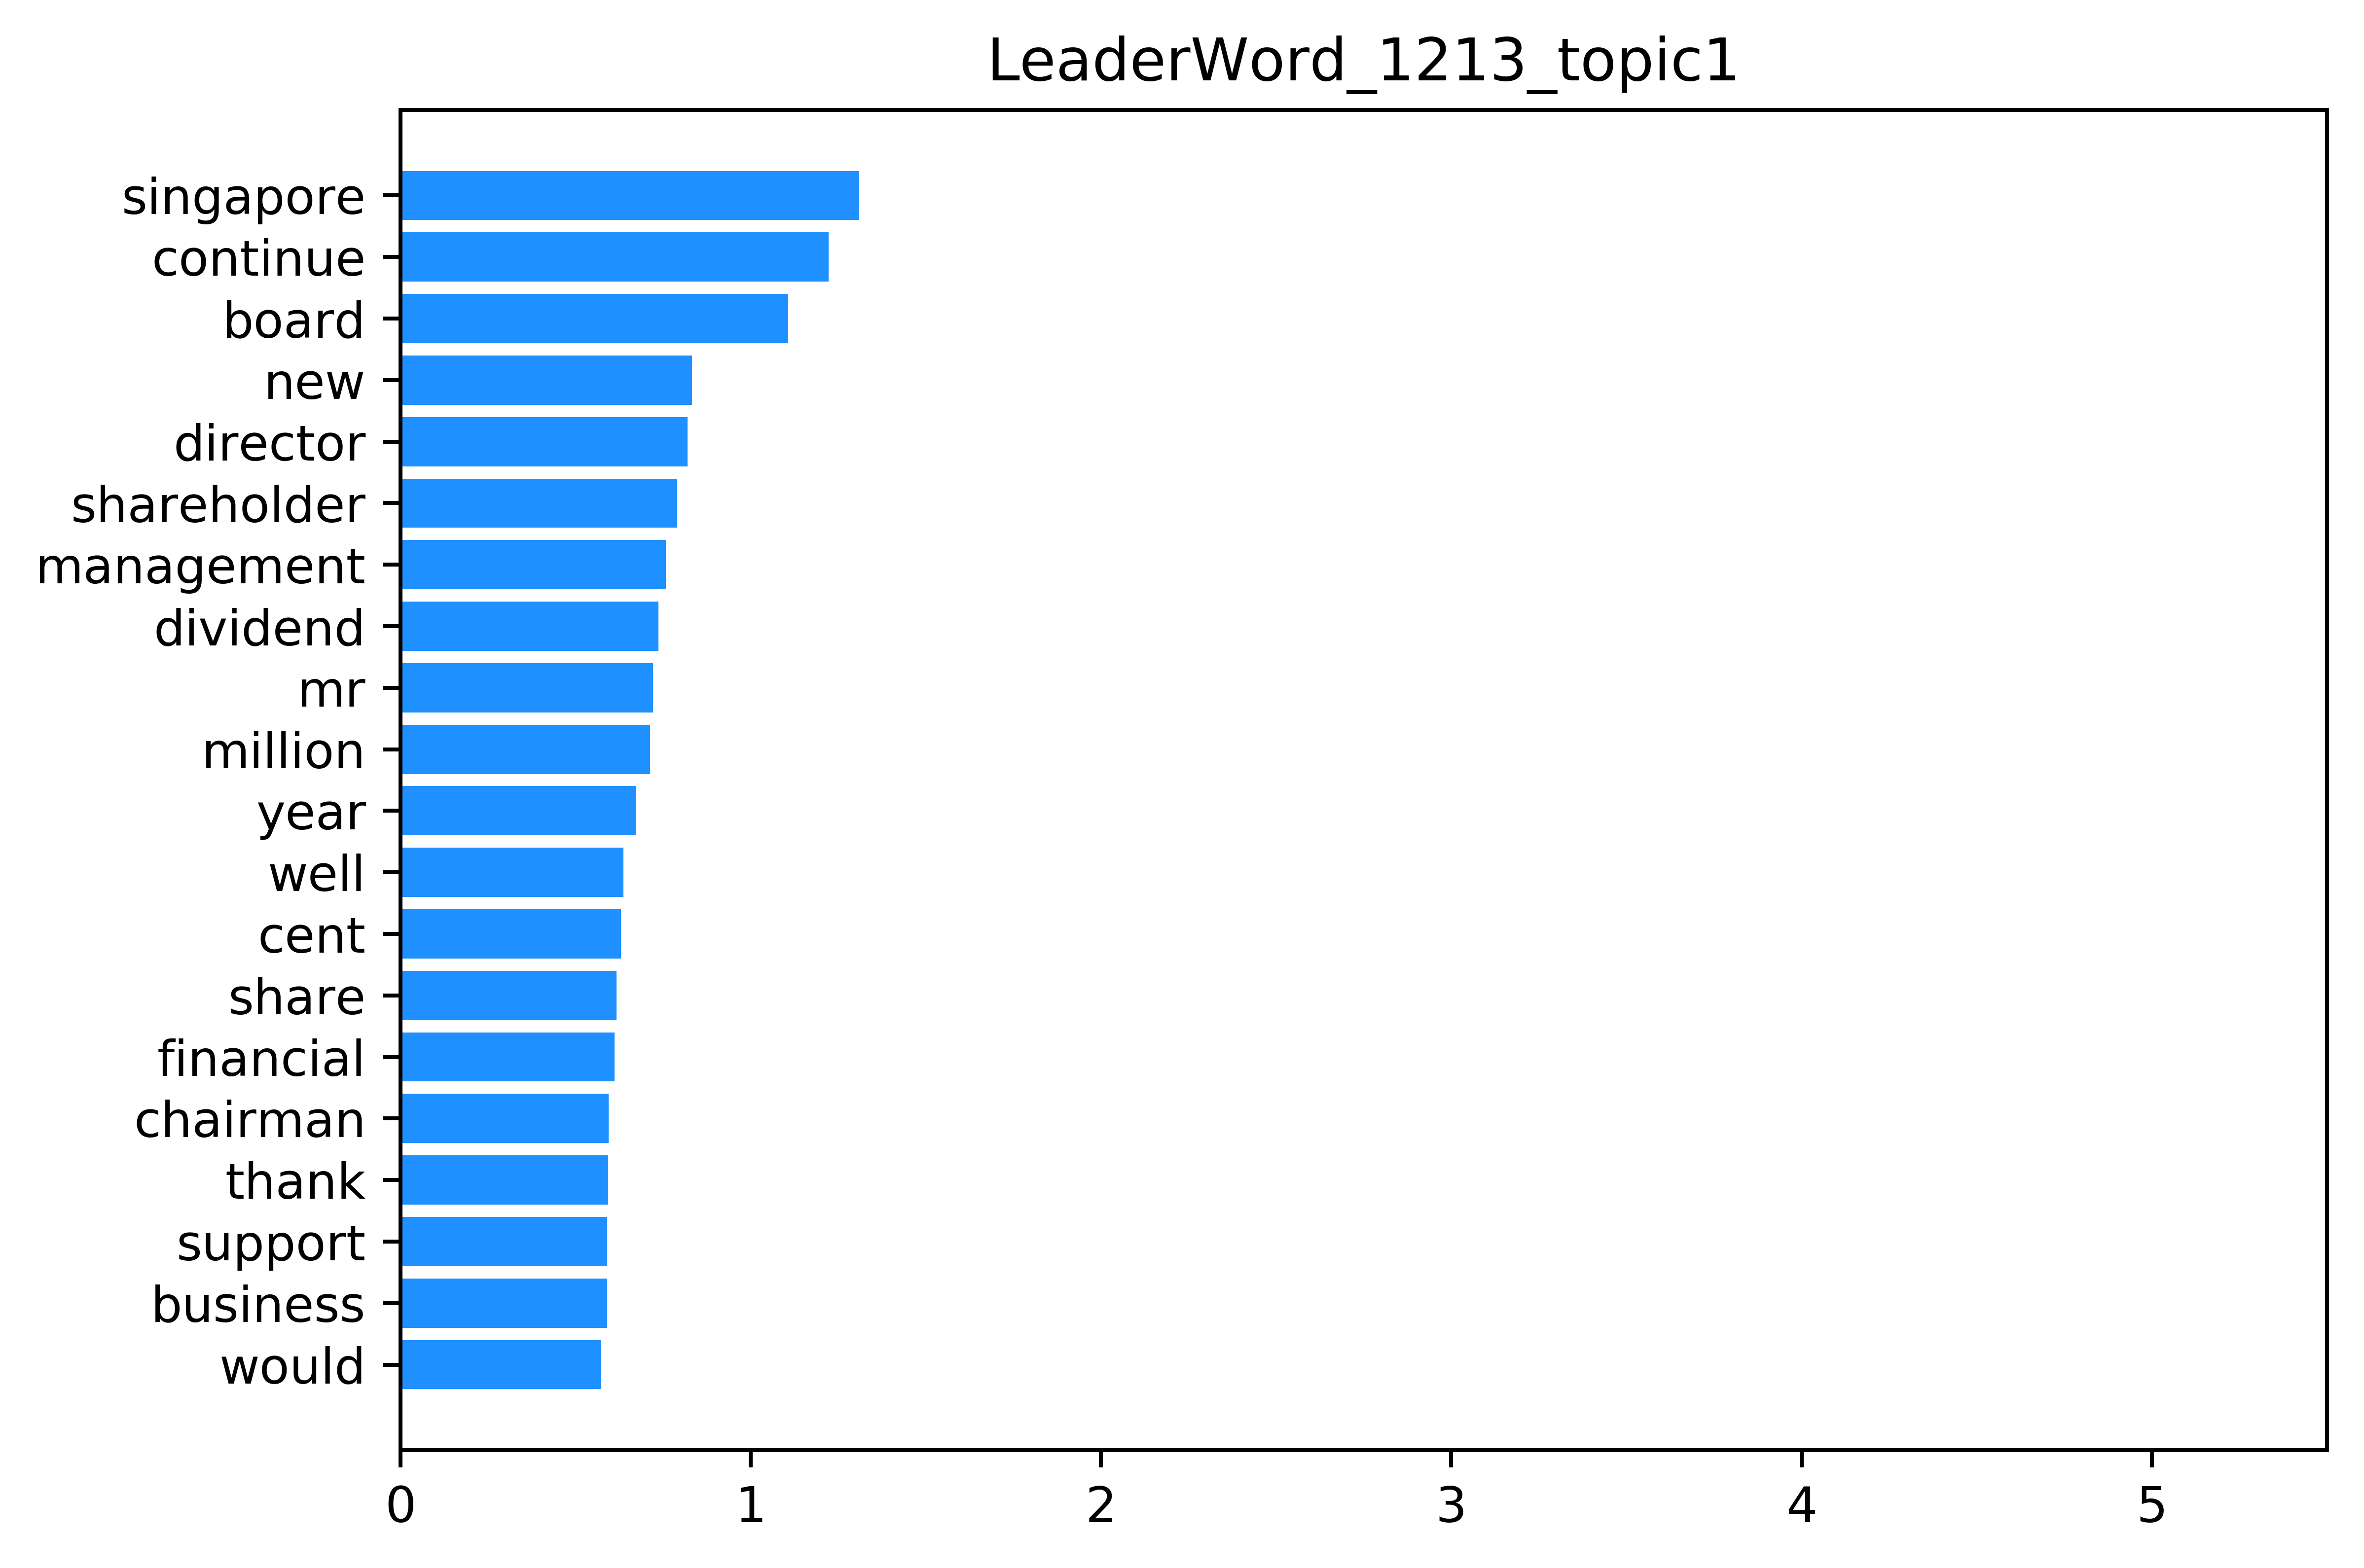 LeaderWord_1213_topic1
singapore
continue
board
new
director
shareholder
management
dividend
mr
million
year
well
cent
share
financial
chairman
thank
support
business
would
0 1 2 3 4 5